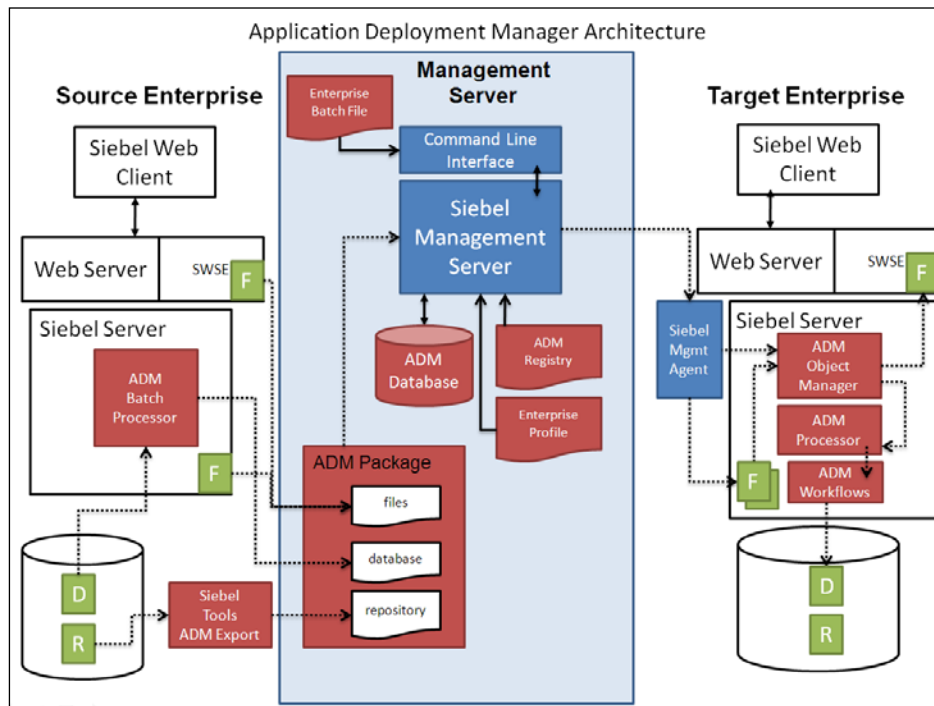 Application Deployment Manager Architecture
Source Enterprise
Siebel Web
Client
Web Server
SWSE
F
Siebel Server
ADM
Batch
Processor
F
D
R
Siebel
Tools
ADM Export
Management
Server
Enterprise
Batch File
Command Line
Interface
Siebel
Management
Server
ADM
Database
ADM
Registry
Enterprise
Profile
ADM Package
files
database
repository
Target Enterprise
Siebel Web
Client
Web Server
SWSE
F
Siebel
Mgmt
Agent
Siebel Server
ADM
Object
Manager
ADM
Processor
F
ADM
Workflows
D
R